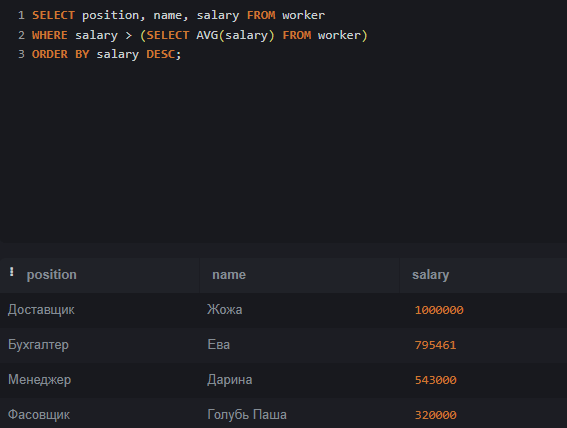 1 SELECT position, name, salary FROM worker
2 WHERE salary > (SELECT AVG(salary) FROM worker)
3 ORDER BY salary DESC;
position name salary
Доставщик Жожа 1000000
Бухгалтер Ева 795461
Менеджер Дарина 543000
Фасовщик Голубь Паша 320000